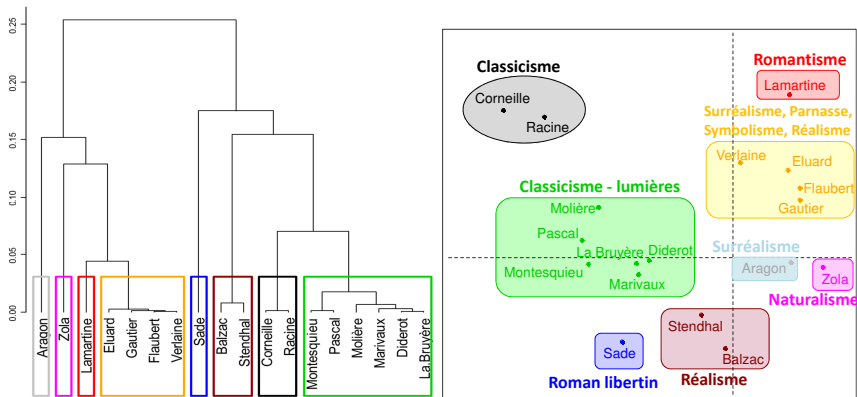 0.25
0.20
0.15
0.10
0.05
0.00
Aragon
Zola
Lamartine
Eluard
Gautier
Flaubert
Verlaine
Sade
Balzac
Stendhal
Corneille
Racine
Montesquieu
Pascal
Molière
Marivaux
Diderot
La.Bruyère
Classicisme
Corneille
Racine
Romantisme
Lamartine
Surréalisme, Parnasse,
Symbolisme, Réalisme
Verlaine
Eluard
Flaubert
Gautier
Classicisme - lumières
Molière
Pascal
La Bruyère
Diderot
Montesquieu
Marivaux
Surréalisme
Aragon
Zola
Naturalisme
Stendhal
Balzac
Réalisme
Sade
Roman libertin